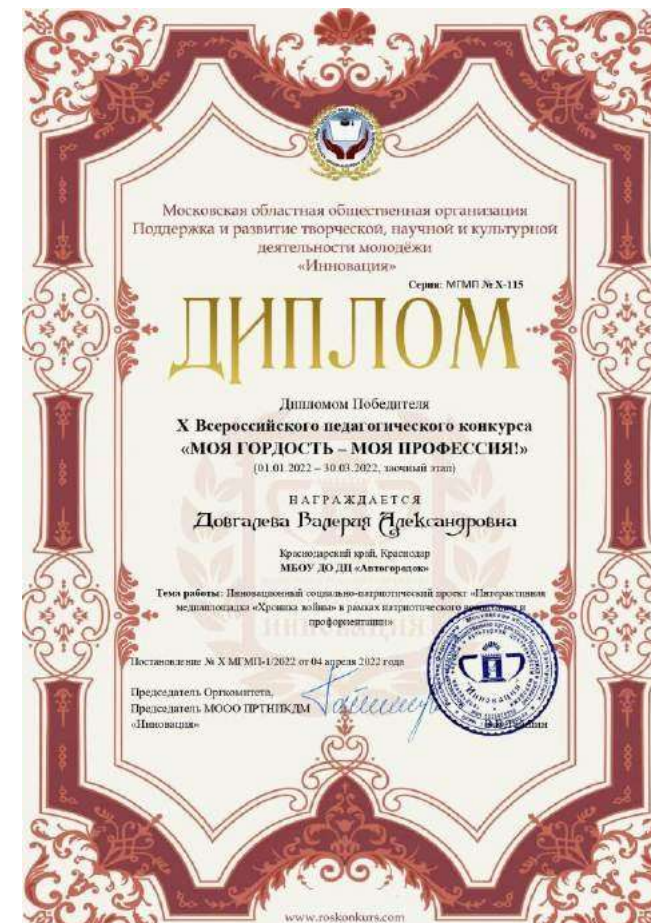 Московская областная общественная организация
Поддержка и развитие творческой, научной и культурной
деятельности молодёжи
«Инновация»
Серия: МГМП № X-115
ДИПЛОМ
Дипломом Победителя
X Всероссийского педагогического конкурса
«МОЯ ГОРДОСТЬ – МОЯ ПРОФЕССИЯ!»
(01.01.2022 – 30.03.2022, заочный этап)
НАГРАЖДАЕТСЯ
Довгалева Валерия Александровна
Краснодарский край, Краснодар
МБОУ ДО ДЦ «Автогородок»
Тема работы: Инновационный социально-патриотический проект «Интерактивная
медиаплощадка «Хроника войны» в рамках патриотического и
профориентации»
ИННОВАЦИЯ
Постановление № X МГМП-1/2022 от 04 апреля 2022 года
Председатель Оргкомитета,
Председатель МООО ПРТНИКДМ
«Инновация»
Инновация
www.roskonkurs.com